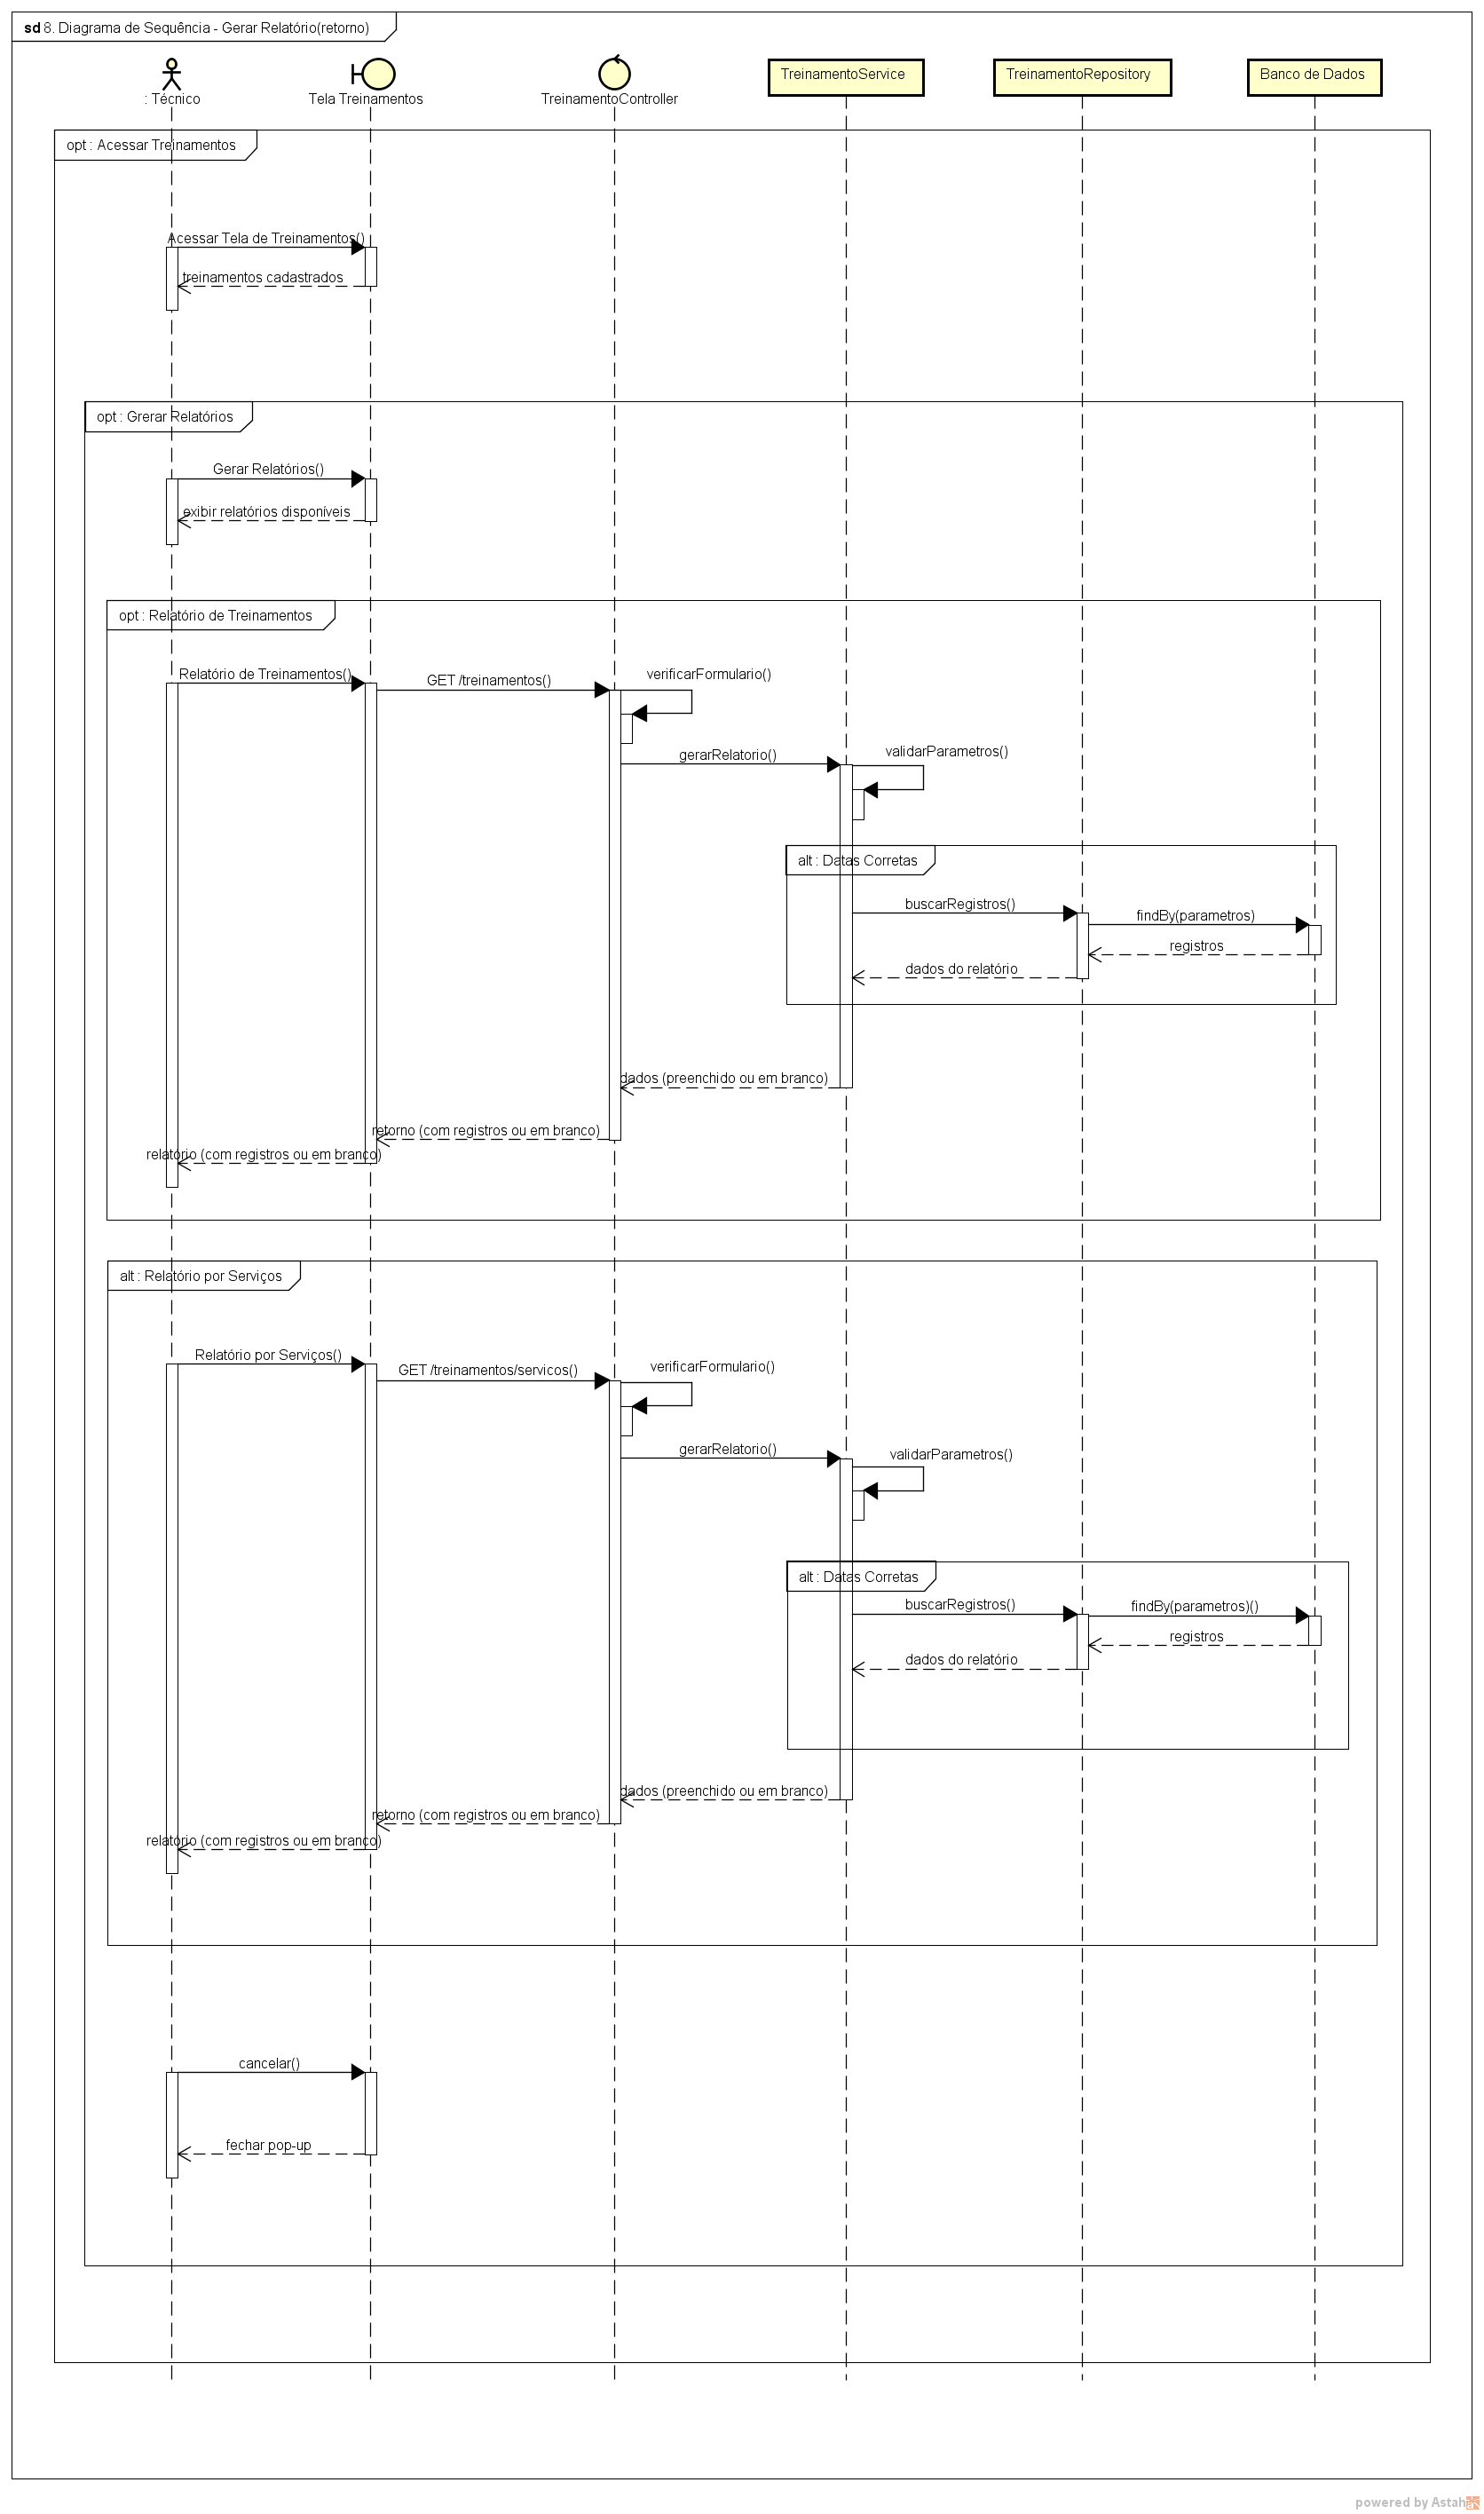 sd 8. Diagrama de Sequência - Gerar Relatório(retorno)
: Técnico
Tela Treinamentos
TreinamentoController
TreinamentoService
TreinamentoRepository
Banco de Dados
opt : Acessar Treinamentos
Acessar Tela de Treinamentos()
treinamentos cadastrados
opt : Grerar Relatórios
Gerar Relatórios()
exibir relatórios disponíveis
opt : Relatório de Treinamentos
Relatório de Treinamentos()
GET /treinamentos()
verificarFormulario()
gerarRelatorio()
validarParametros()
alt : Datas Corretas
buscarRegistros()
findBy(parametros)
registros
dados do relatório
dados (preenchido ou em branco)
retorno (com registros ou em branco)
relatório (com registros ou em branco)
alt : Relatório por Serviços
Relatório por Serviços()
GET /treinamentos/servicos()
verificarFormulario()
gerarRelatorio()
validarParametros()
alt : Datas Corretas
buscarRegistros()
findBy(parametros)()
registros
dados do relatório
dados (preenchido ou em branco)
retorno (com registros ou em branco)
relatório (com registros ou em branco)
cancelar()
fechar pop-up
powered by Astah